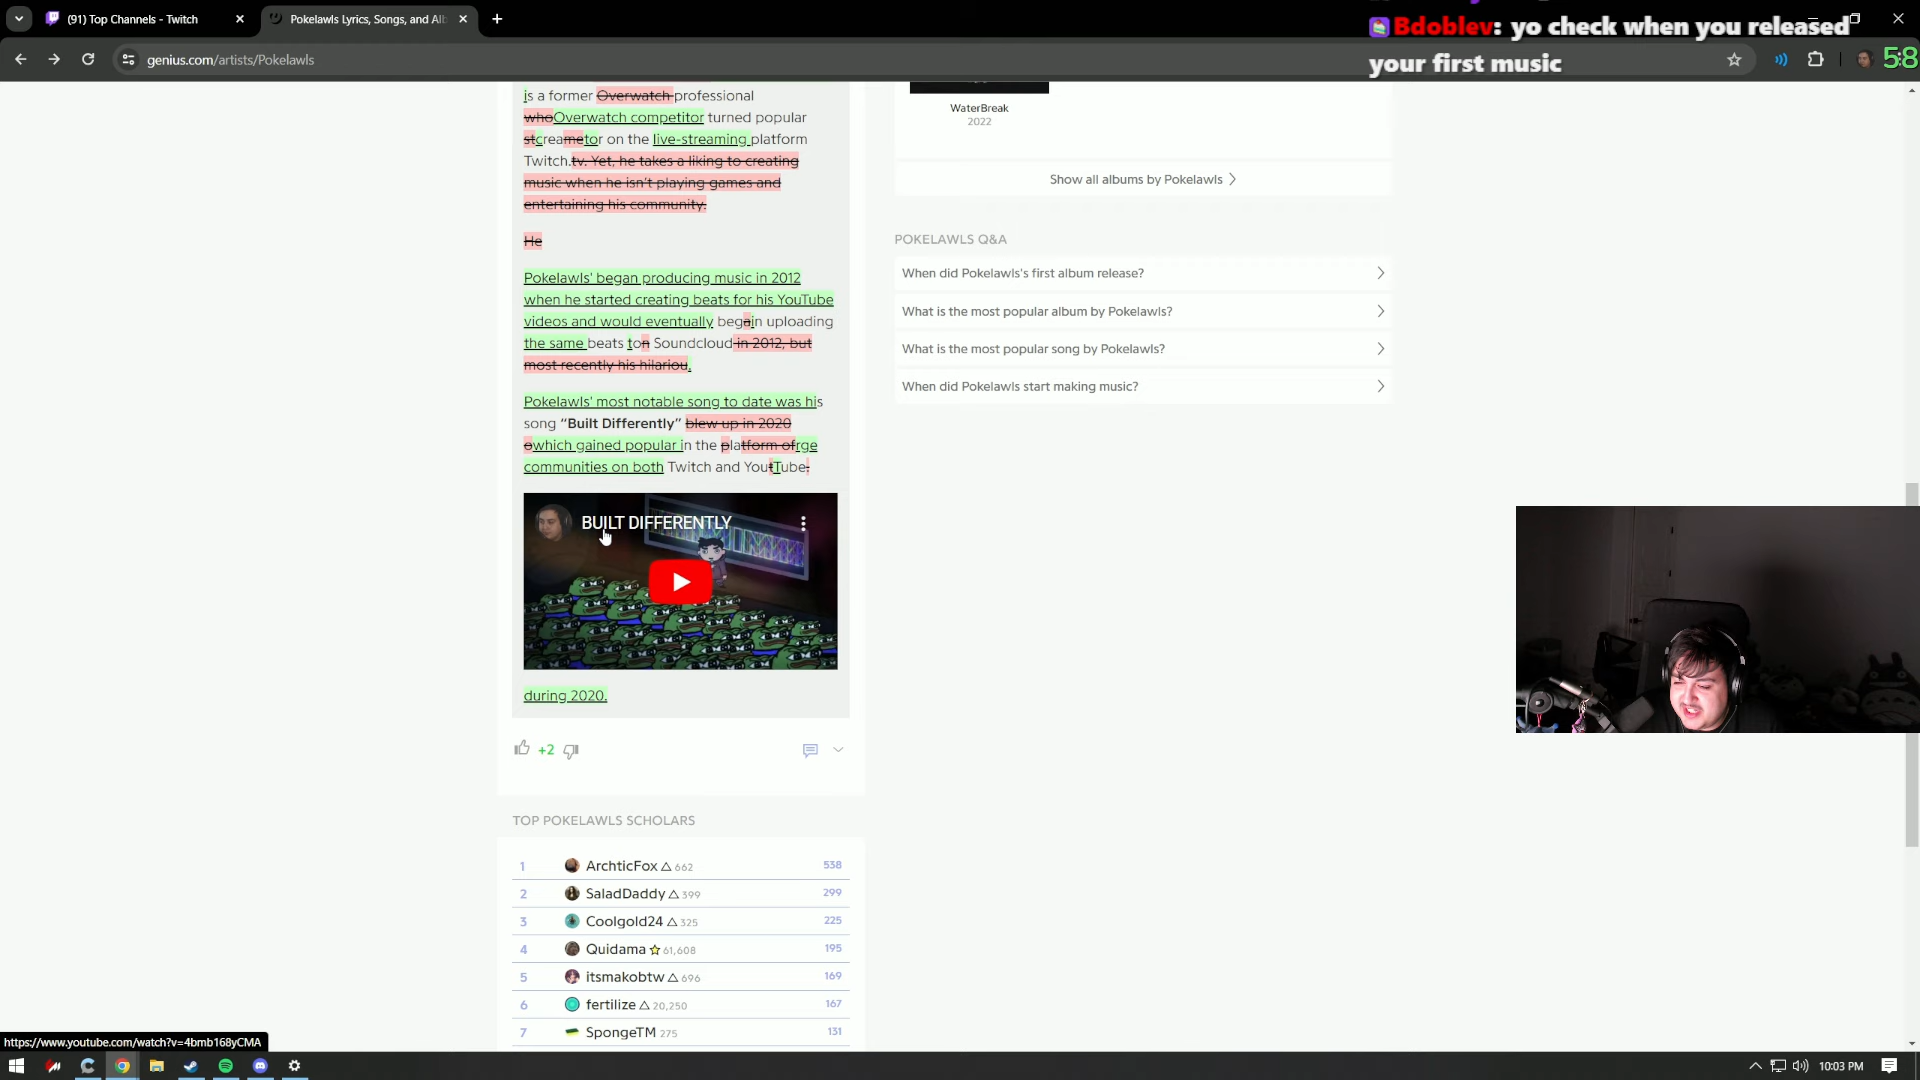 (91) Top Channels - Twitch
Pokelawls Lyrics, Songs, and Alb
genius.com/artists/Pokelawls
Bdoblev: yo check when you released
your first music
58
is a former Overwatch professional
whoOverwatch competitor turned popular
stcreametor on the live-streaming platform
Twitch.tv. Yet, he takes a liking to creating
music when he isn't playing games and
entertaining his community.
He
Pokelawls' began producing music in 2012
when he started creating beats for his YouTube
videos and would eventually begain uploading
the same beats ton Soundcloud in 2012, but
most recently his hilariou.
Pokelawls' most notable song to date was his
song “Built Differently” blew up in 2020
owhich gained popular in the platform ofrge
communities on both Twitch and YoutTube:
BUILT DIFFERENTLY
during 2020.
+2
TOP POKELAWLS SCHOLARS
1 ArchticFox 662 538
2 SaladDaddy 399 299
3 Coolgold24 325 225
4 Quidama 61,608 195
5 itsmakobtw 696 169
6 fertilize 20,250 167
7 SpongeTM 275 131
WaterBreak
2022
Show all albums by Pokelawls
POKELAWLS Q&A
When did Pokelawls's first album release?
What is the most popular album by Pokelawls?
What is the most popular song by Pokelawls?
When did Pokelawls start making music?
https://www.youtube.com/watch?v=4bmb168yCMA
10:03 PM